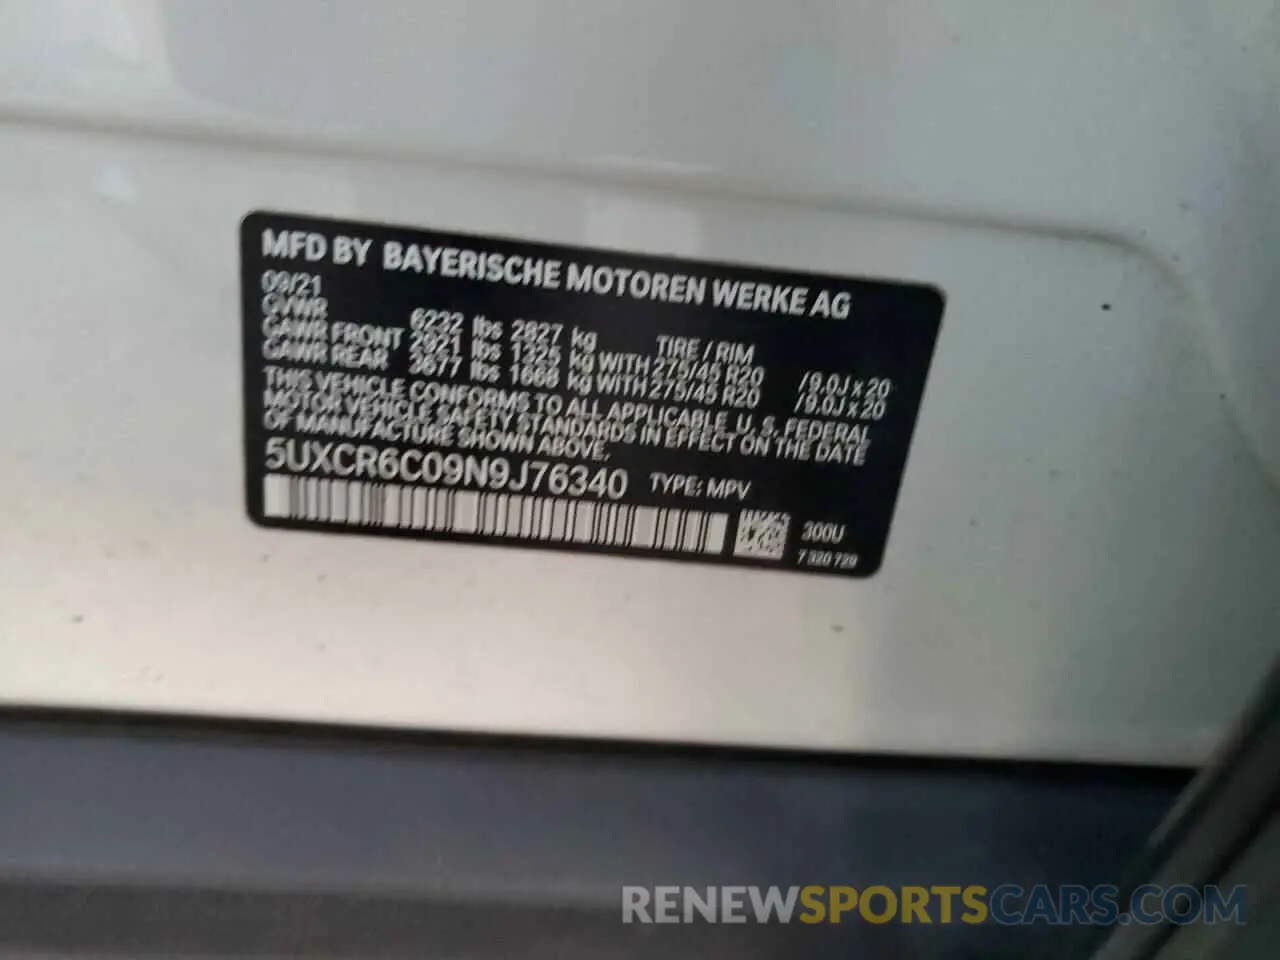 MFD BY BAYERISCHE MOTOREN WERKE AG
09/21
GVWR 6232 lbs 2827 kg TIRE / RIM
GAWR FRONT 2921 lbs 1325 kg WITH 275/45 R20 /9.0J x 20
GAWR REAR 3677 lbs 1668 kg WITH 275/45 R20 /9.0J x 20
THIS VEHICLE CONFORMS TO ALL APPLICABLE U. S. FEDERAL
MOTOR VEHICLE SAFETY STANDARDS IN EFFECT ON THE DATE
OF MANUFACTURE SHOWN ABOVE.
5UXCR6C09N9J76340 TYPE: MPV
300U
7 320 729
RENEWSPORTSCARS.COM